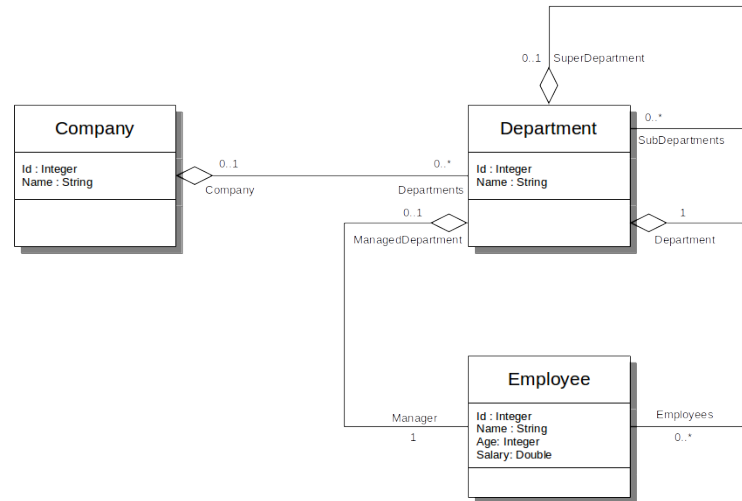 0..1 SuperDepartment
Company
Id : Integer
Name : String
0..1
Company
0..*
Departments
Department
Id : Integer
Name : String
0..*
SubDepartments
0..1
ManagedDepartment
1
Department
Employee
Id : Integer
Name : String
Age: Integer
Salary: Double
Manager
1
Employees
0..*